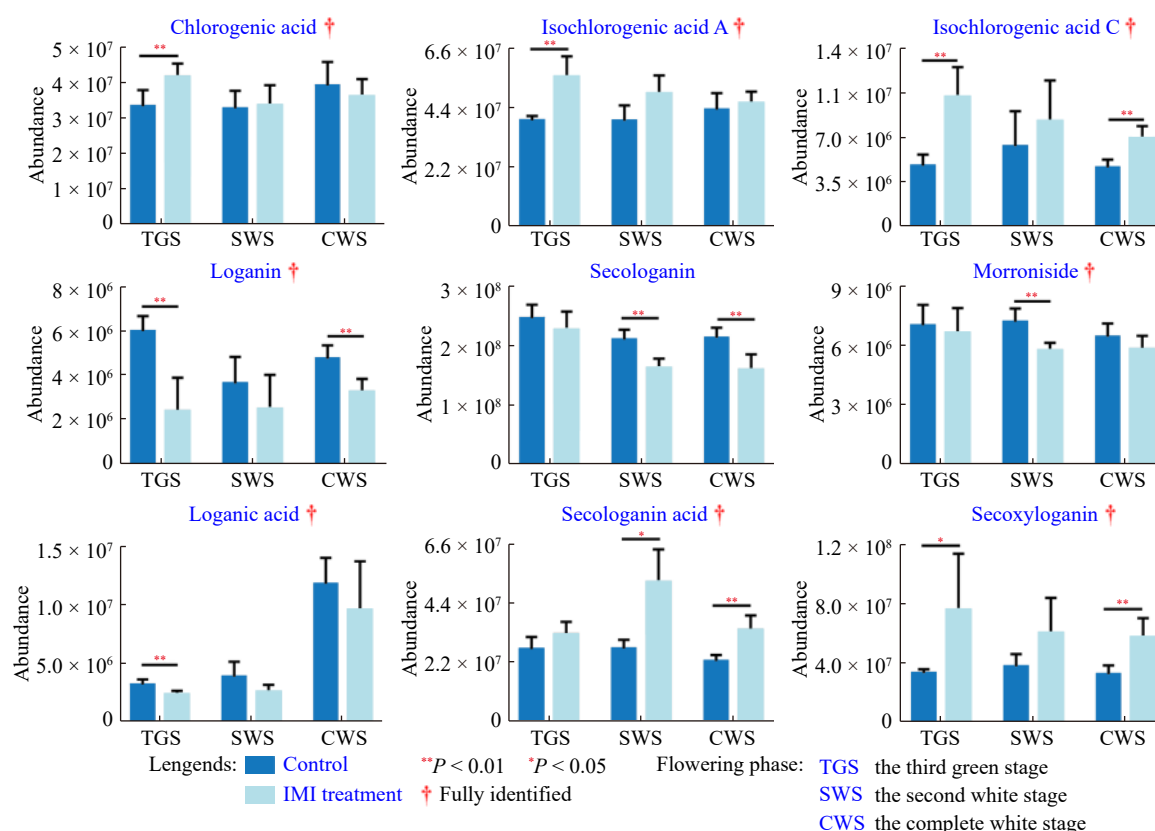 Chlorogenic acid †
Isochlorogenic acid A †
Isochlorogenic acid C †
Abundance
5 × 10⁷
4 × 10⁷
3 × 10⁷
2 × 10⁷
1 × 10⁷
0
**
TGS SWS CWS
Abundance
6.6 × 10⁷
4.4 × 10⁷
2.2 × 10⁷
0
**
TGS SWS CWS
Abundance
1.4 × 10⁷
1.1 × 10⁷
7.0 × 10⁶
3.5 × 10⁶
0
**
**
TGS SWS CWS
Loganin †
Secologanin
Morroniside †
Abundance
8 × 10⁶
6 × 10⁶
4 × 10⁶
2 × 10⁶
0
**
**
TGS SWS CWS
Abundance
3 × 10⁸
2 × 10⁸
1 × 10⁸
0
**
**
TGS SWS CWS
Abundance
9 × 10⁶
6 × 10⁶
3 × 10⁶
0
**
TGS SWS CWS
Loganic acid †
Secologanin acid †
Secoxyloganin †
Abundance
1.5 × 10⁷
1.0 × 10⁷
5.0 × 10⁶
0
**
TGS SWS CWS
Abundance
6.6 × 10⁷
4.4 × 10⁷
2.2 × 10⁷
0
*
**
TGS SWS CWS
Abundance
1.2 × 10⁸
8.0 × 10⁷
4.0 × 10⁷
0
*
**
TGS SWS CWS
Lengends: Control **P < 0.01 *P < 0.05 Flowering phase: TGS the third green stage
IMI treatment † Fully identified SWS the second white stage
CWS the complete white stage